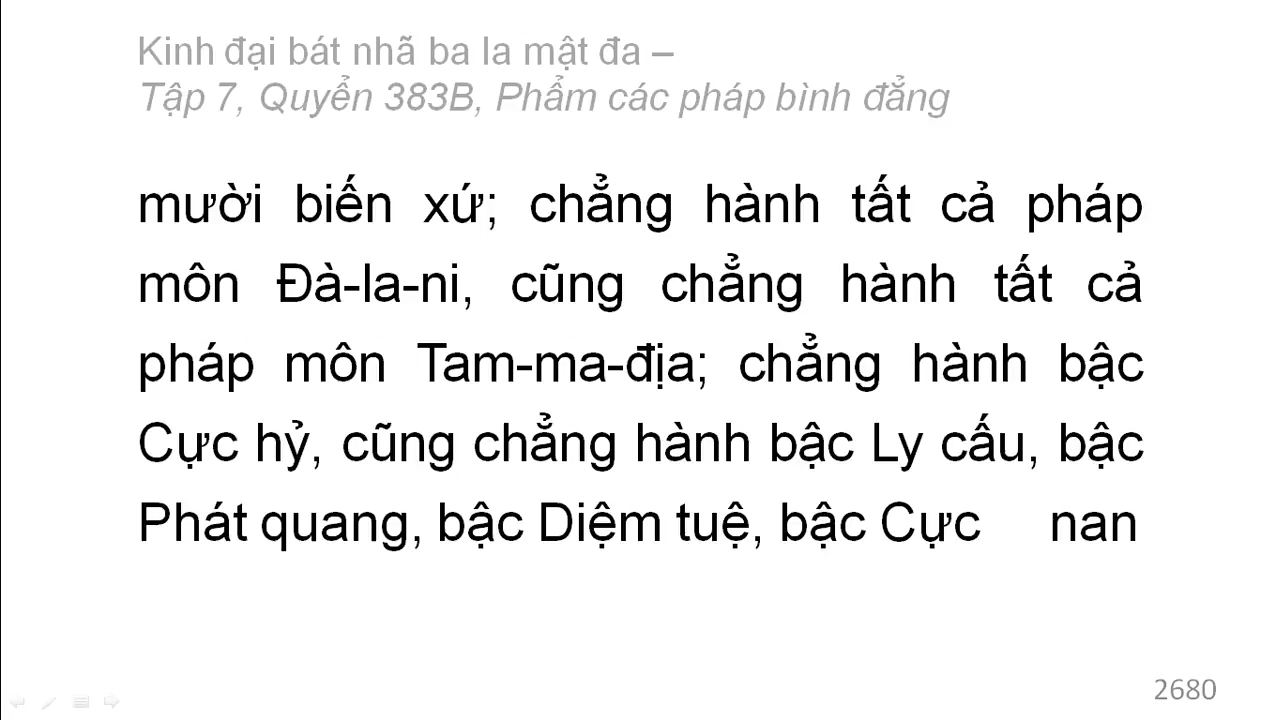 Kinh đại bát nhã ba la mật đa –
Tập 7, Quyển 383B, Phẩm các pháp bình đẳng
mười biến xứ; chẳng hành tất cả pháp
môn Đà-la-ni, cũng chẳng hành tất cả
pháp môn Tam-ma-địa; chẳng hành bậc
Cực hỷ, cũng chẳng hành bậc Ly cấu, bậc
Phát quang, bậc Diệm tuệ, bậc Cực nan
2680